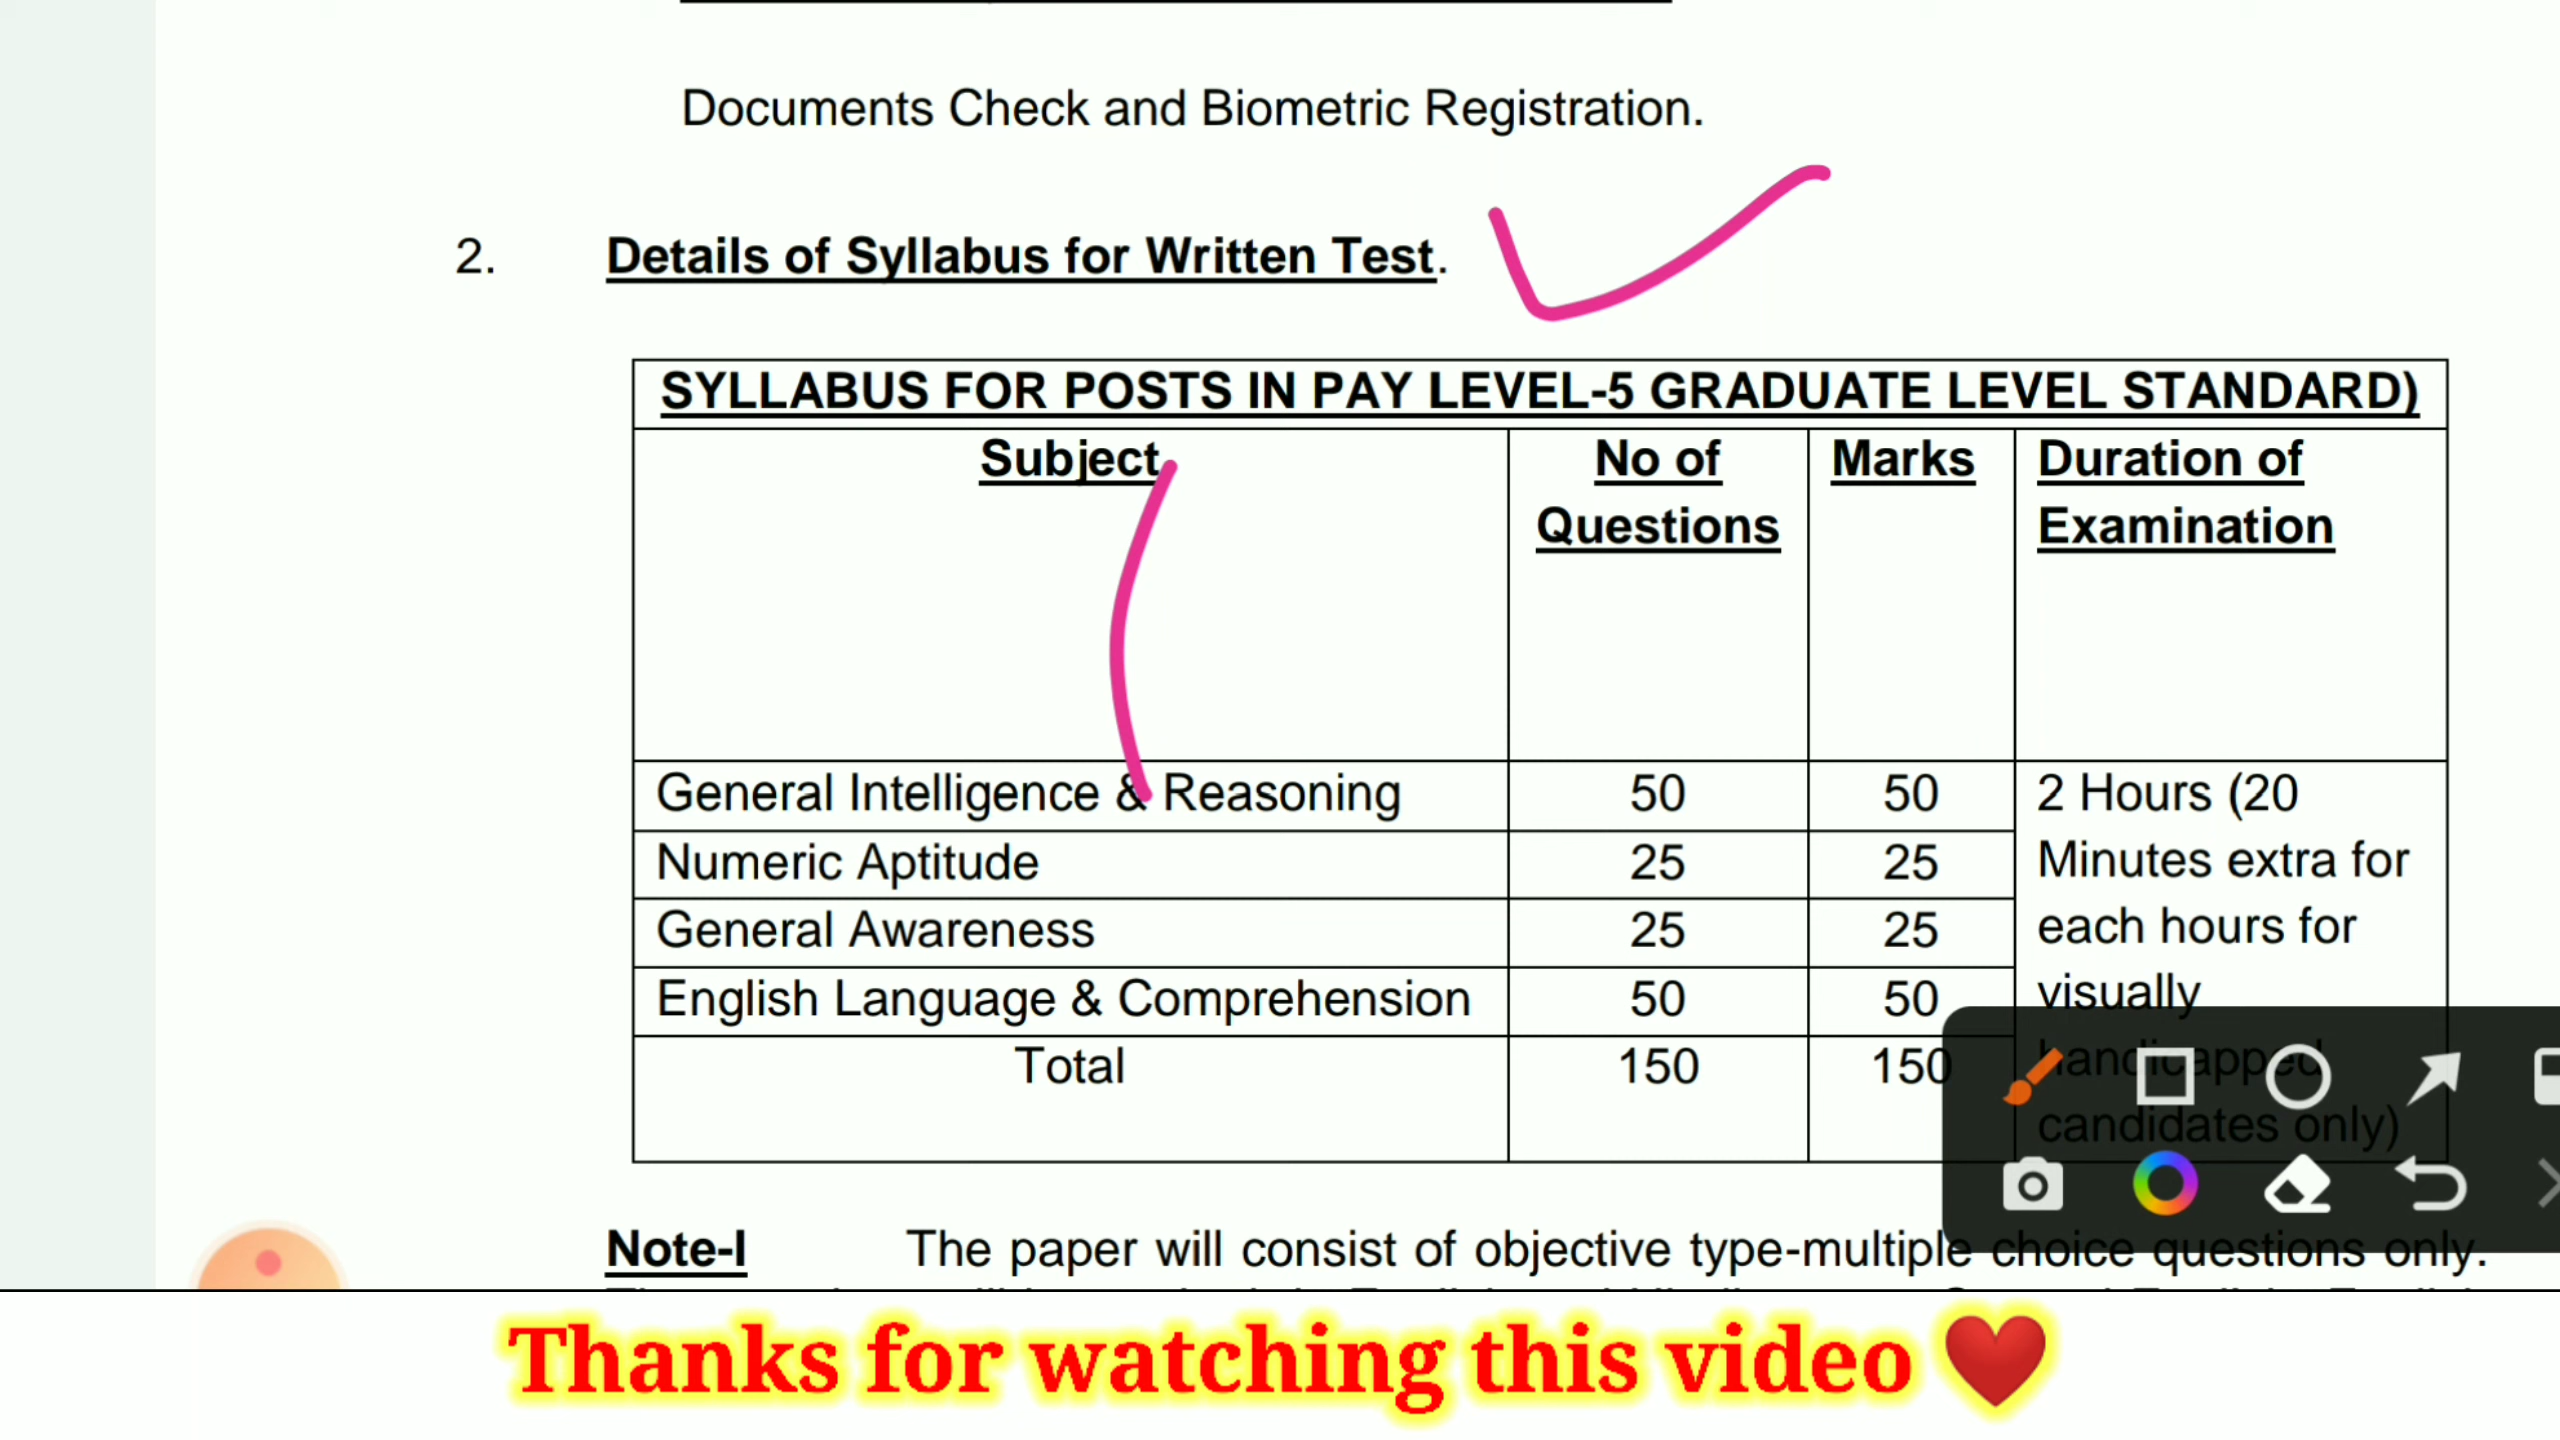 Documents Check and Biometric Registration.
2. Details of Syllabus for Written Test.
SYLLABUS FOR POSTS IN PAY LEVEL-5 GRADUATE LEVEL STANDARD)
Subject No of Questions Marks Duration of Examination
General Intelligence & Reasoning 50 50 2 Hours (20
Numeric Aptitude 25 25 Minutes extra for
General Awareness 25 25 each hours for
English Language & Comprehension 50 50 visually
Total 150 150 handicapped
candidates only)
Note-I The paper will consist of objective type-multiple choice questions only.
Thanks for watching this video